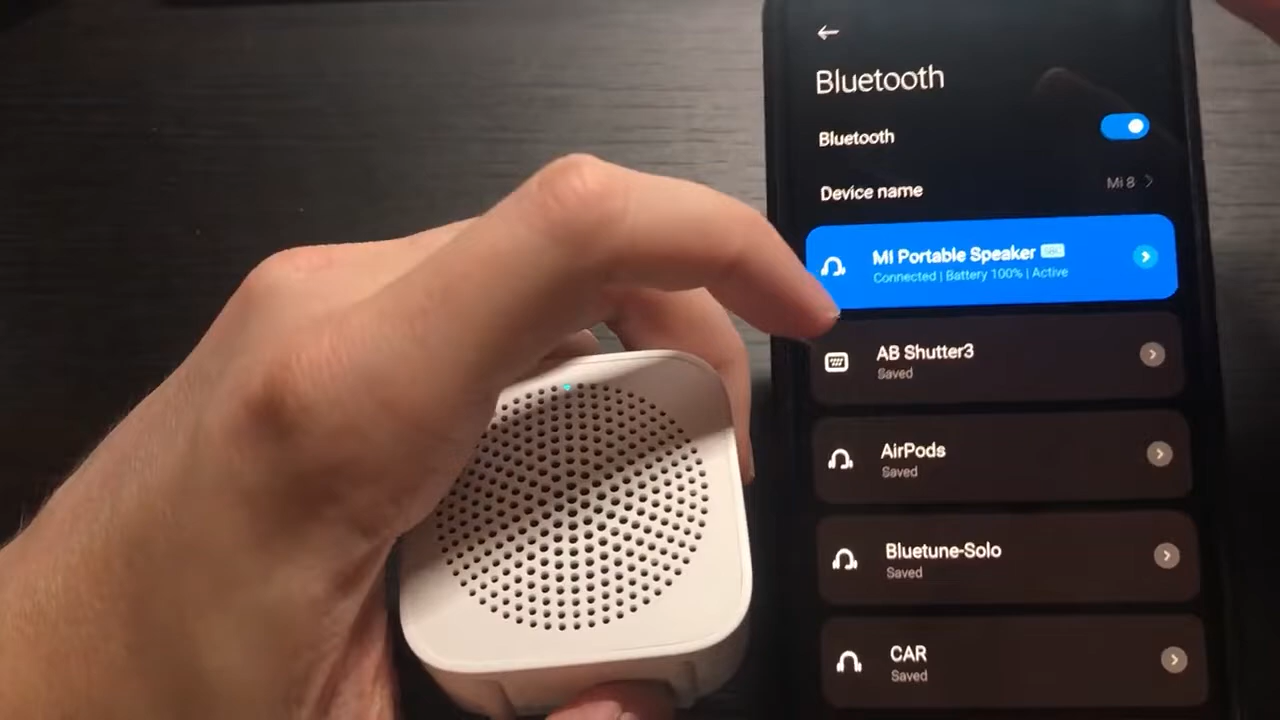 Bluetooth
Bluetooth
Device name
Mi 8
MI Portable Speaker
Connected | Battery 100% | Active
AB Shutter3
Saved
AirPods
Saved
Bluetune-Solo
Saved
CAR
Saved